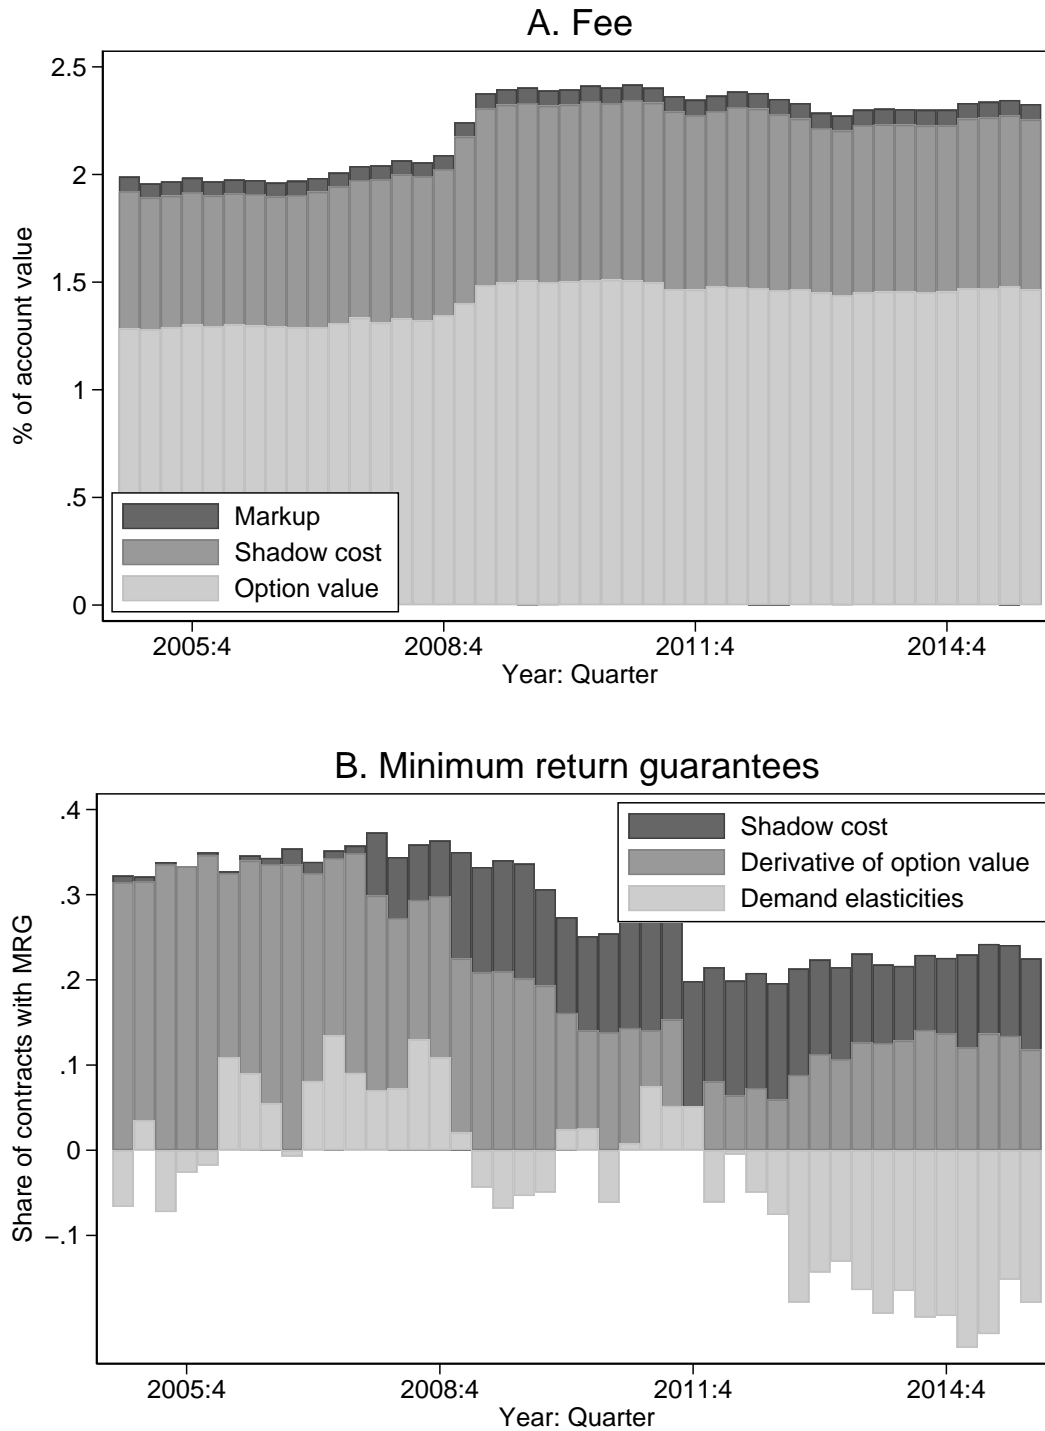 A. Fee
% of account value
2.5
2
1.5
1
.5
0
Markup
Shadow cost
Option value
2005:4 2008:4 2011:4 2014:4
Year: Quarter
B. Minimum return guarantees
Share of contracts with MRG
.4
.3
.2
.1
0
−.1
Shadow cost
Derivative of option value
Demand elasticities
2005:4 2008:4 2011:4 2014:4
Year: Quarter